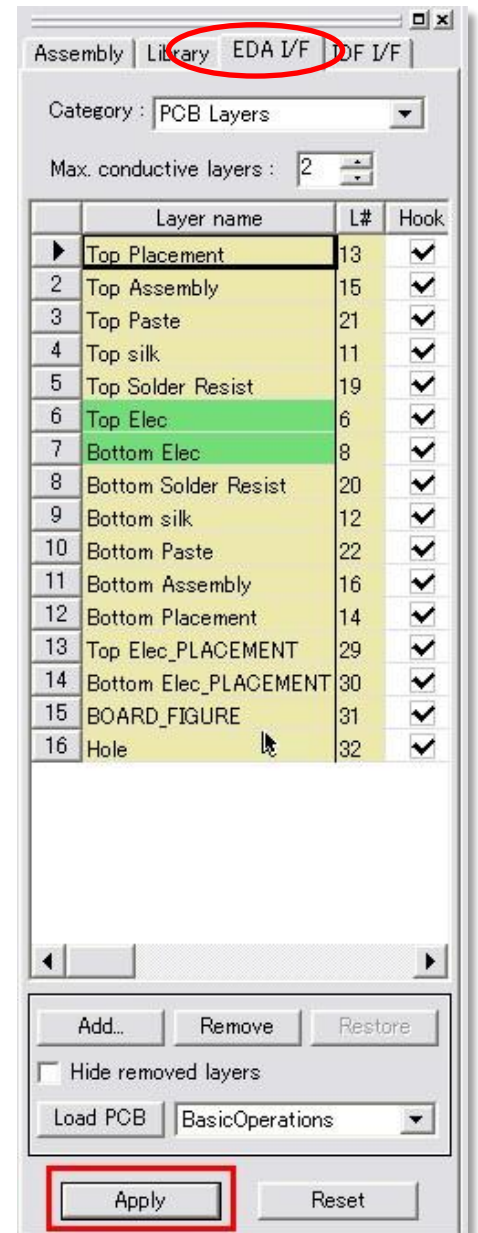 Assembly Library EDA I/F IDF I/F
Category : PCB Layers
Max. conductive layers : 2
Layer name L# Hook
Top Placement 13
2 Top Assembly 15
3 Top Paste 21
4 Top silk 11
5 Top Solder Resist 19
6 Top Elec 6
7 Bottom Elec 8
8 Bottom Solder Resist 20
9 Bottom silk 12
10 Bottom Paste 22
11 Bottom Assembly 16
12 Bottom Placement 14
13 Top Elec_PLACEMENT 29
14 Bottom Elec_PLACEMENT 30
15 BOARD_FIGURE 31
16 Hole 32
Add... Remove Restore
Hide removed layers
Load PCB BasicOperations
Apply Reset